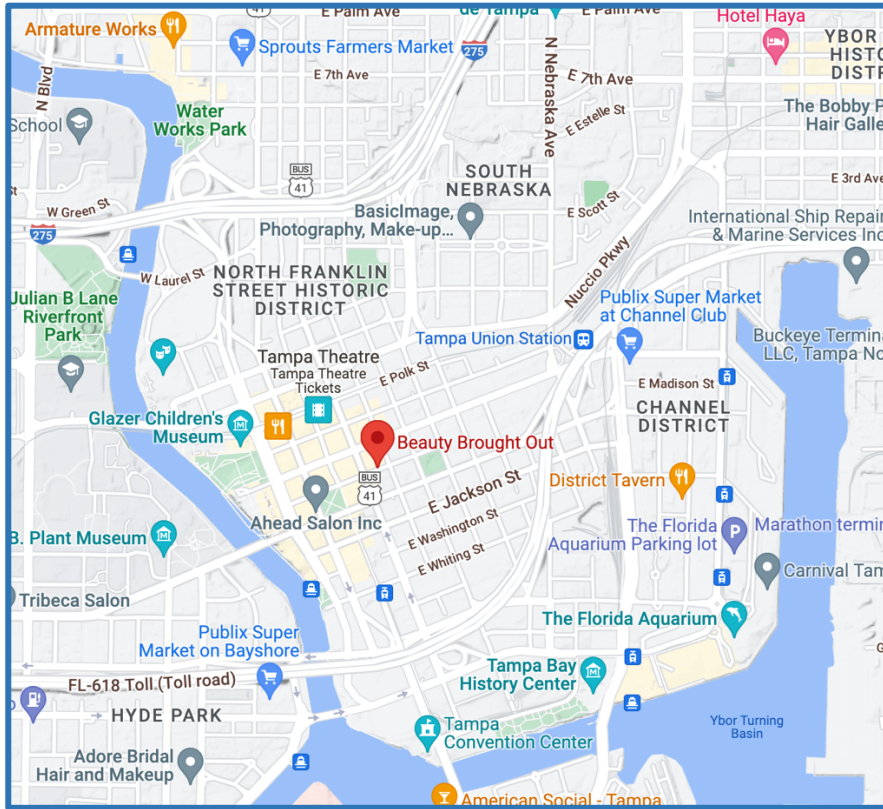 E Palm Ave
de Tampa
E Palm Ave
Hotel Haya
Armature Works
Sprouts Farmers Market
275
N Nebraska Ave
YBOR
HISTO
DISTR
N Blvd
E 7th Ave
E 7th Ave
Water
Works Park
School
The Bobby P
Hair Galle
E Estelle St
BUS
41
SOUTH
NEBRASKA
E 3rd Ave
W Green St
275
E Scott St
BasicImage,
Photography, Make-up...
International Ship Repair
& Marine Services Inc
W Laurel St
NORTH FRANKLIN
STREET HISTORIC
DISTRICT
Nuccio Pkwy
Julian B Lane
Riverfront
Park
Publix Super Market
at Channel Club
Tampa Union Station
Buckeye Termina
LLC, Tampa No
Tampa Theatre
Tampa Theatre
Tickets
E Polk St
E Madison St
CHANNEL
DISTRICT
Glazer Children's
Museum
Beauty Brought Out
BUS
41
E Jackson St
District Tavern
Ahead Salon Inc
E Washington St
B. Plant Museum
E Whiting St
The Florida
Aquarium Parking lot
P
Marathon termin
Carnival Tam
Tribeca Salon
The Florida Aquarium
Publix Super
Market on Bayshore
FL-618 Toll (Toll road)
Tampa Bay
History Center
HYDE PARK
Tampa
Convention Center
Ybor Turning
Basin
Adore Bridal
Hair and Makeup
American Social - Tampa